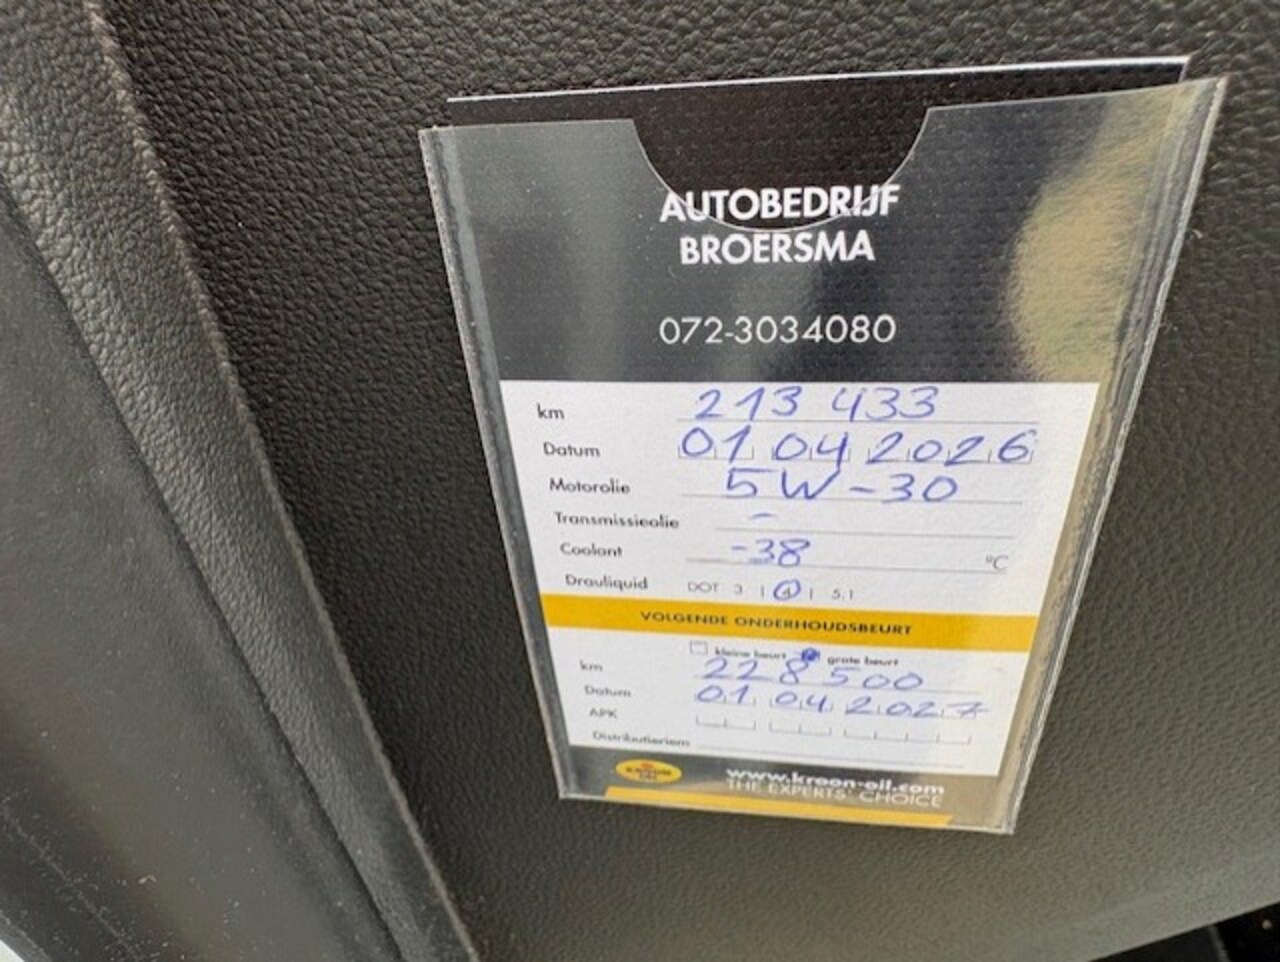 AUTOBEDRIJF
BROERSMA
072-3034080
km 213 433
Datum 01 04 2026
Motorolie 5W-30
Transmissieolie -
Coolant -38 °C
Drauliquid DOT 3 | 4 | 5.1
VOLGENDE ONDERHOUDSBEURT
kleine beurt grote beurt
km 228 500
Datum 01 04 2027
APK
Distributieriem
www.kroon-oil.com
THE EXPERTS' CHOICE